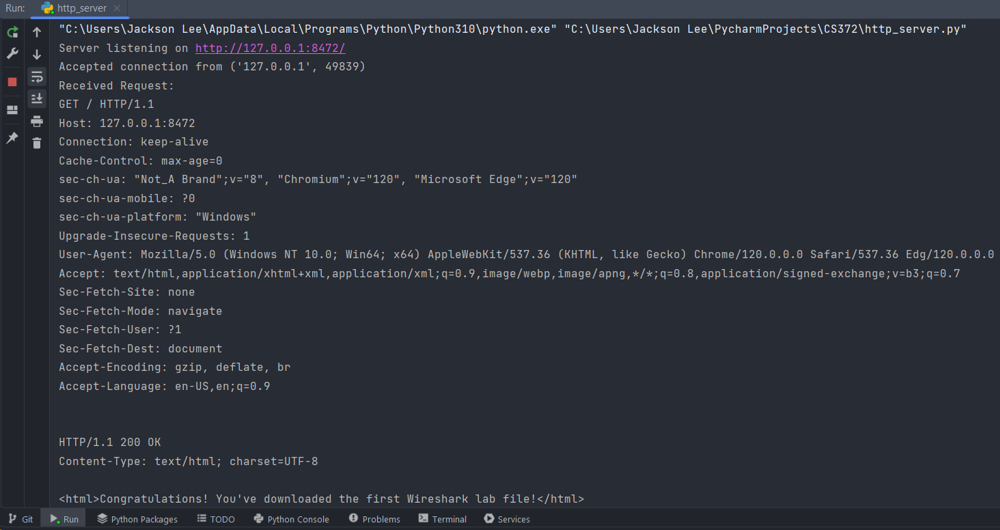 Run: http_server
"C:\Users\Jackson Lee\AppData\Local\Programs\Python\Python310\python.exe" "C:\Users\Jackson Lee\PycharmProjects\CS372\http_server.py"
Server listening on http://127.0.0.1:8472/
Accepted connection from ('127.0.0.1', 49839)
Received Request:
GET / HTTP/1.1
Host: 127.0.0.1:8472
Connection: keep-alive
Cache-Control: max-age=0
sec-ch-ua: "Not_A Brand";v="8", "Chromium";v="120", "Microsoft Edge";v="120"
sec-ch-ua-mobile: ?0
sec-ch-ua-platform: "Windows"
Upgrade-Insecure-Requests: 1
User-Agent: Mozilla/5.0 (Windows NT 10.0; Win64; x64) AppleWebKit/537.36 (KHTML, like Gecko) Chrome/120.0.0.0 Safari/537.36 Edg/120.0.0.0
Accept: text/html,application/xhtml+xml,application/xml;q=0.9,image/webp,image/apng,*/*;q=0.8,application/signed-exchange;v=b3;q=0.7
Sec-Fetch-Site: none
Sec-Fetch-Mode: navigate
Sec-Fetch-User: ?1
Sec-Fetch-Dest: document
Accept-Encoding: gzip, deflate, br
Accept-Language: en-US,en;q=0.9
HTTP/1.1 200 OK
Content-Type: text/html; charset=UTF-8
<html>Congratulations! You've downloaded the first Wireshark lab file!</html>
Git Run Python Packages TODO Python Console Problems Terminal Services